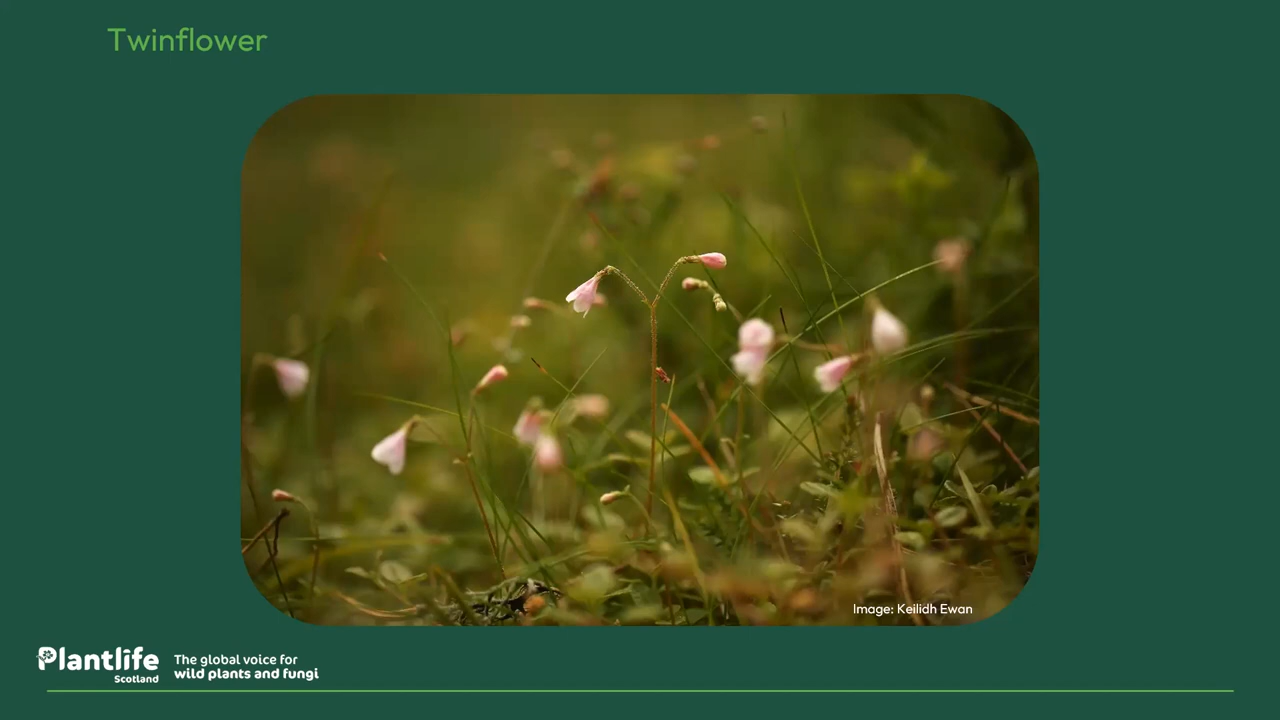 Twinflower
Image: Keilidh Ewan
Plantlife
Scotland
The global voice for
wild plants and fungi